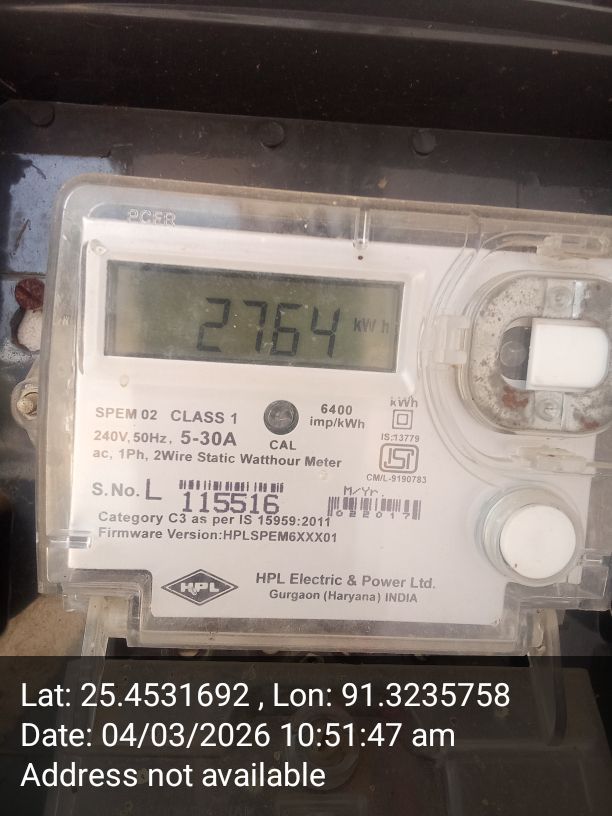 2764 kWh
SPEM 02 CLASS 1
240V, 50Hz, 5-30A
ac, 1Ph, 2Wire Static Watthour Meter
CAL
6400
imp/kWh
kWh
IS:13779
ISI
CM/L-9190783
S.No. L 115516
M/Yr.
022017
Category C3 as per IS 15959:2011
Firmware Version:HPLSPEM6XXX01
HPL
HPL Electric & Power Ltd.
Gurgaon (Haryana) INDIA
Lat: 25.4531692 , Lon: 91.3235758
Date: 04/03/2026 10:51:47 am
Address not available